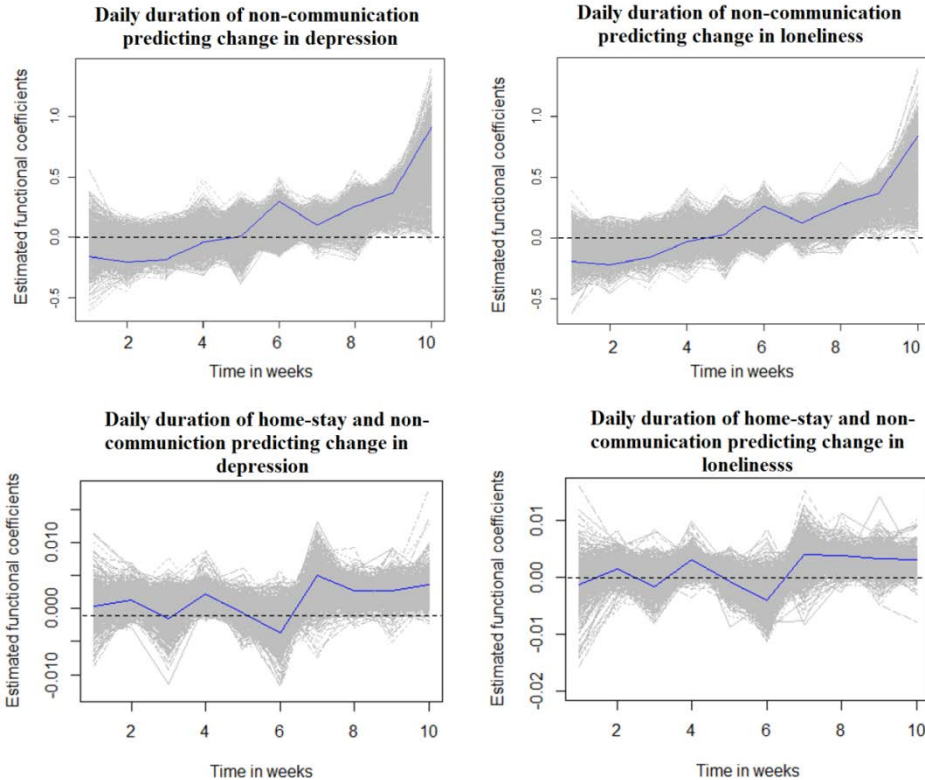 Daily duration of non-communication
predicting change in depression
Estimated functional coefficients
1.0
0.5
0.0
-0.5
2 4 6 8 10
Time in weeks
Daily duration of non-communication
predicting change in loneliness
Estimated functional coefficients
1.0
0.5
0.0
-0.5
2 4 6 8 10
Time in weeks
Daily duration of home-stay and non-
communiction predicting change in
depression
Estimated functional coefficients
0.010
0.000
-0.010
2 4 6 8 10
Time in weeks
Daily duration of home-stay and non-
communication predicting change in
lonelinesss
Estimated functional coefficients
0.01
0.00
-0.01
-0.02
2 4 6 8 10
Time in weeks